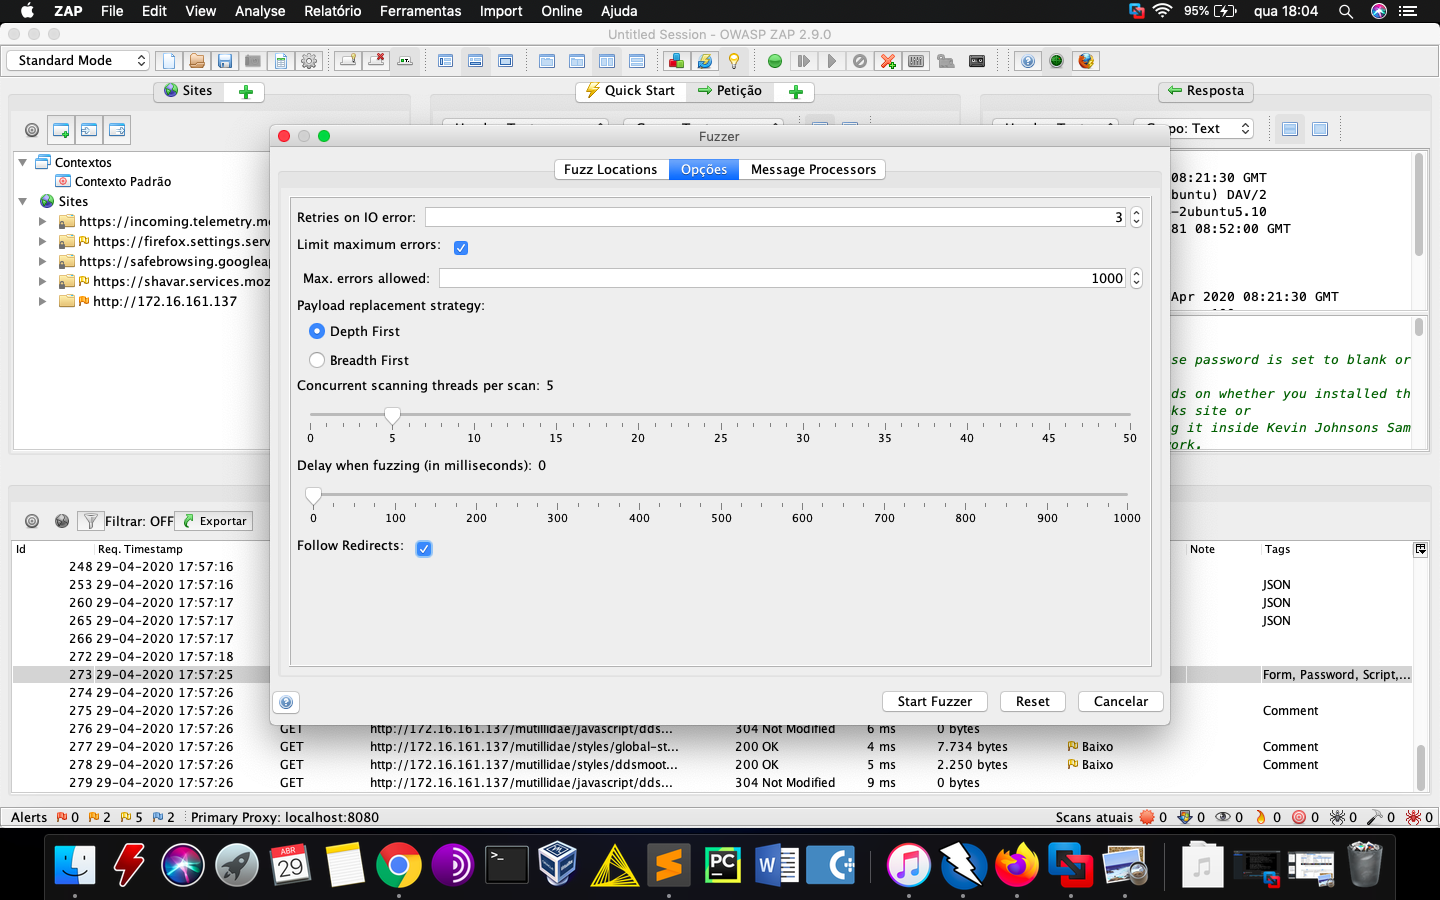 ZAP File Edit View Analyse Relatório Ferramentas Import Online Ajuda 95% qua 18:04
Untitled Session - OWASP ZAP 2.9.0
Standard Mode
Sites Quick Start Petição Resposta
Text
Contextos
Contexto Padrão
Sites
https://incoming.telemetry.mo
https://firefox.settings.serv
https://safebrowsing.googleap
https://shavar.services.moz
http://172.16.161.137
08:21:30 GMT
buntu) DAV/2
-2ubuntu5.10
81 08:52:00 GMT
Apr 2020 08:21:30 GMT
se password is set to blank or
ds on whether you installed th
ks site or
g it inside Kevin Johnsons Sam
ork.
Fuzzer
Fuzz Locations Opções Message Processors
Retries on IO error: 3
Limit maximum errors:
Max. errors allowed: 1000
Payload replacement strategy:
Depth First
Breadth First
Concurrent scanning threads per scan: 5
0 5 10 15 20 25 30 35 40 45 50
Delay when fuzzing (in milliseconds): 0
0 100 200 300 400 500 600 700 800 900 1000
Follow Redirects:
Start Fuzzer Reset Cancelar
Filtrar: OFF Exportar
Id Req. Timestamp Note Tags
248 29-04-2020 17:57:16
253 29-04-2020 17:57:16 JSON
260 29-04-2020 17:57:17 JSON
265 29-04-2020 17:57:17 JSON
266 29-04-2020 17:57:17
272 29-04-2020 17:57:18
273 29-04-2020 17:57:25 Form, Password, Script,...
274 29-04-2020 17:57:26
275 29-04-2020 17:57:26 Comment
276 29-04-2020 17:57:26 GET http://172.16.161.137/mutillidae/javascript/dds... 304 Not Modified 6 ms 0 bytes
277 29-04-2020 17:57:26 GET http://172.16.161.137/mutillidae/styles/global-st... 200 OK 4 ms 7.734 bytes Baixo Comment
278 29-04-2020 17:57:26 GET http://172.16.161.137/mutillidae/styles/ddsmoot... 200 OK 5 ms 2.250 bytes Baixo Comment
279 29-04-2020 17:57:26 GET http://172.16.161.137/mutillidae/javascript/dds... 304 Not Modified 9 ms 0 bytes
Alerts 0 2 5 2 Primary Proxy: localhost:8080 Scans atuais 0 0 0 0 0 0 0 0
ABR
29
PC
W